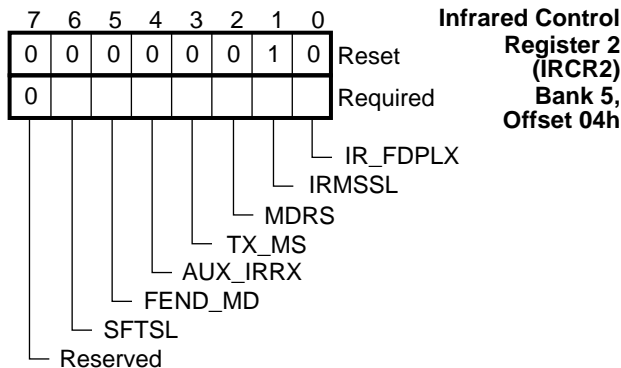 7 6 5 4 3 2 1 0
Infrared Control
Register 2
(IRCR2)
Bank 5,
Offset 04h
0 0 0 0 0 0 1 0 Reset
0 Required
IR_FDPLX
IRMSSL
MDRS
TX_MS
AUX_IRRX
FEND_MD
SFTSL
Reserved